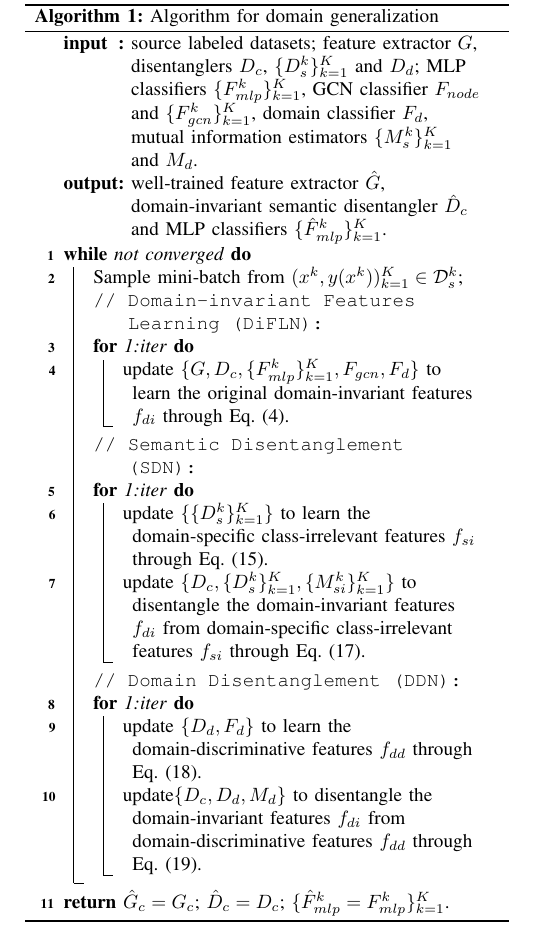 Algorithm 1: Algorithm for domain generalization
input : source labeled datasets; feature extractor G,
disentanglers D_c, {D_s^k}_{k=1}^K and D_d; MLP
classifiers {F_{mlp}^k}_{k=1}^K, GCN classifier F_{node}
and {F_{gcn}^k}_{k=1}^K, domain classifier F_d,
mutual information estimators {M_s^k}_{k=1}^K
and M_d.
output: well-trained feature extractor Ĝ,
domain-invariant semantic disentangler D̂_c
and MLP classifiers {F̂_{mlp}^k}_{k=1}^K.
1 while not converged do
2 Sample mini-batch from (x^k, y(x^k))_{k=1}^K ∈ 𝒟_s^k;
// Domain-invariant Features
Learning (DiFLN):
3 for 1:iter do
4 update {G, D_c, {F_{mlp}^k}_{k=1}^K, F_{gcn}, F_d} to
learn the original domain-invariant features
f_{di} through Eq. (4).
// Semantic Disentanglement
(SDN):
5 for 1:iter do
6 update {{D_s^k}_{k=1}^K} to learn the
domain-specific class-irrelevant features f_{si}
through Eq. (15).
7 update {D_c, {D_s^k}_{k=1}^K, {M_{si}^k}_{k=1}^K} to
disentangle the domain-invariant features
f_{di} from domain-specific class-irrelevant
features f_{si} through Eq. (17).
// Domain Disentanglement (DDN):
8 for 1:iter do
9 update {D_d, F_d} to learn the
domain-discriminative features f_{dd} through
Eq. (18).
10 update{D_c, D_d, M_d} to disentangle the
domain-invariant features f_{di} from
domain-discriminative features f_{dd} through
Eq. (19).
11 return Ĝ_c = G_c; D̂_c = D_c; {F̂_{mlp}^k = F_{mlp}^k}_{k=1}^K.